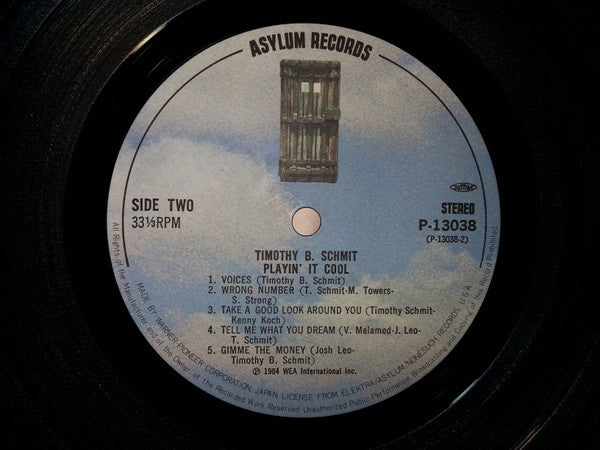 ASYLUM RECORDS
SIDE TWO
33⅓RPM
STEREO
P-13038
(P-13038-2)
TIMOTHY B. SCHMIT
PLAYIN' IT COOL
1. VOICES (Timothy B. Schmit)
2. WRONG NUMBER (T. Schmit-M. Towers-
S. Strong)
3. TAKE A GOOD LOOK AROUND YOU (Timothy Schmit-
Kenny Koch)
4. TELL ME WHAT YOU DREAM (V. Melamed-J. Leo-
T. Schmit)
5. GIMME THE MONEY (Josh Leo-
Timothy B. Schmit)
℗ 1984 WEA International Inc.
MADE BY WARNER-PIONEER CORPORATION, JAPAN, LICENSE FROM ELEKTRA/ASYLUM/NONESUCH RECORDS, U.S.A.
All Rights of the Manufacturer and of the Owner of the Recorded Work Reserved Unauthorized Public Performance, Broadcasting and Copying of the Record Prohibited.